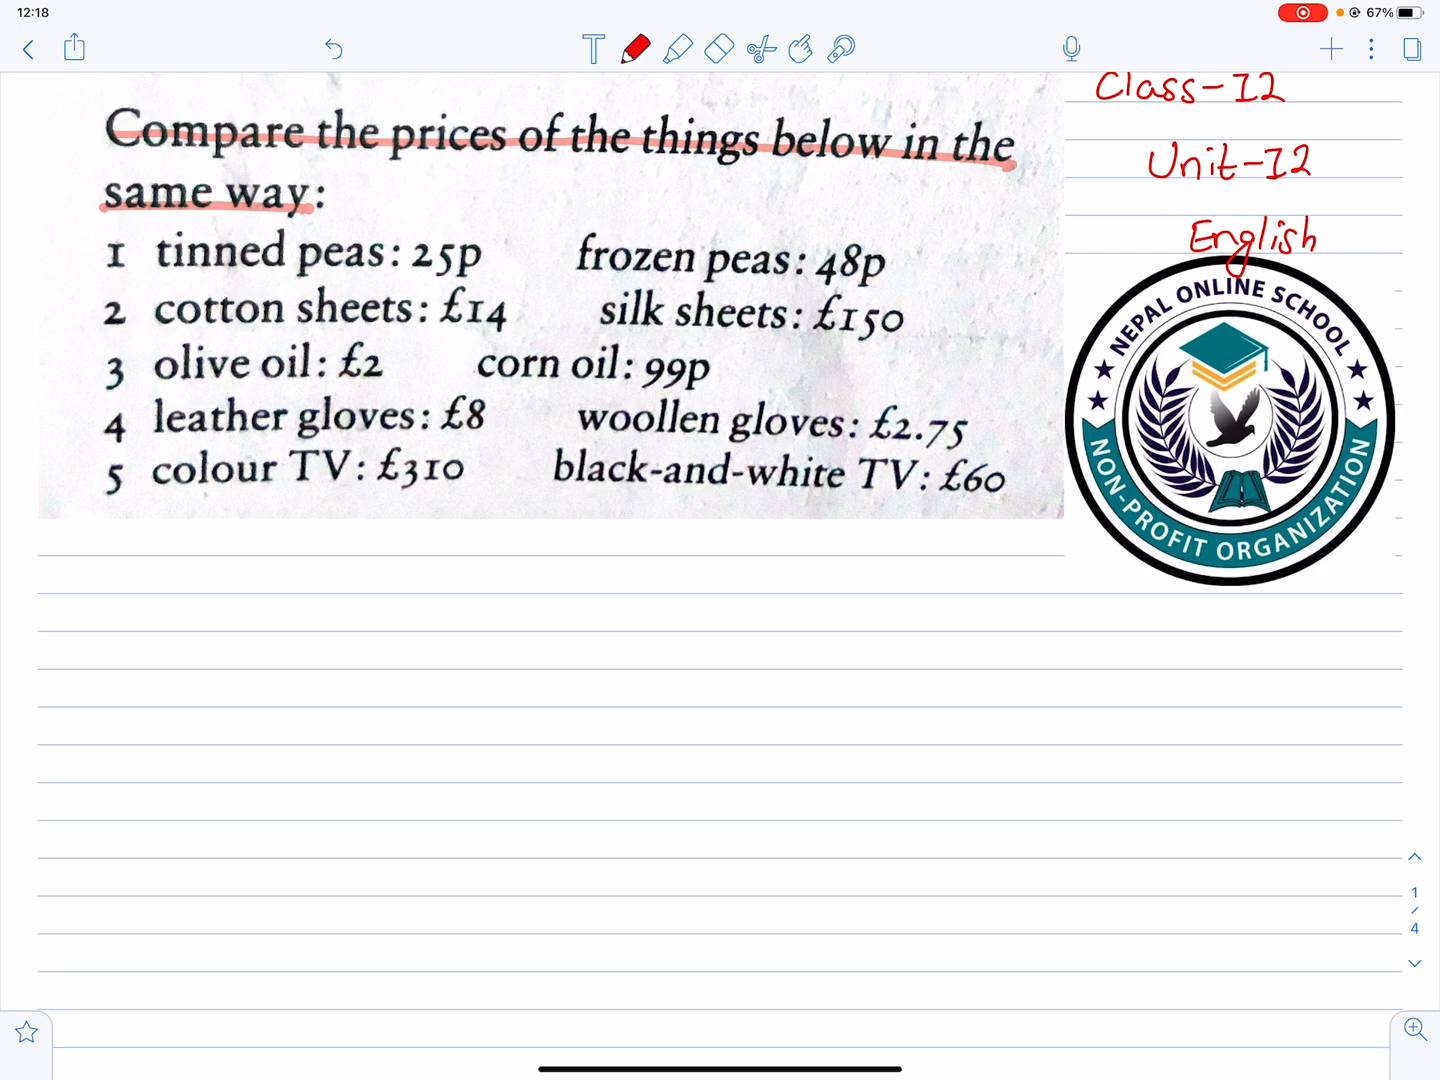 12:18
67%
Class-12
Compare the prices of the things below in the
same way:
Unit-12
English
1 tinned peas: 25p frozen peas: 48p
2 cotton sheets: £14 silk sheets: £150
3 olive oil: £2 corn oil: 99p
4 leather gloves: £8 woollen gloves: £2.75
5 colour TV: £310 black-and-white TV: £60
NEPAL ONLINE SCHOOL
NON-PROFIT ORGANIZATION
1
/
4